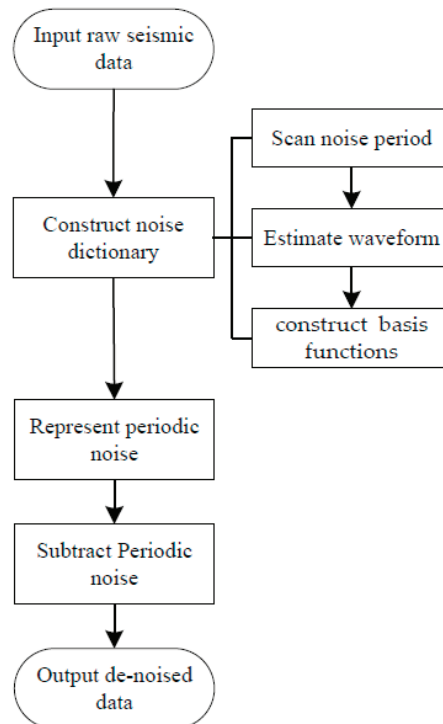 Input raw seismic
data
Scan noise period
Construct noise
dictionary
Estimate waveform
construct basis
functions
Represent periodic
noise
Subtract Periodic
noise
Output de-noised
data